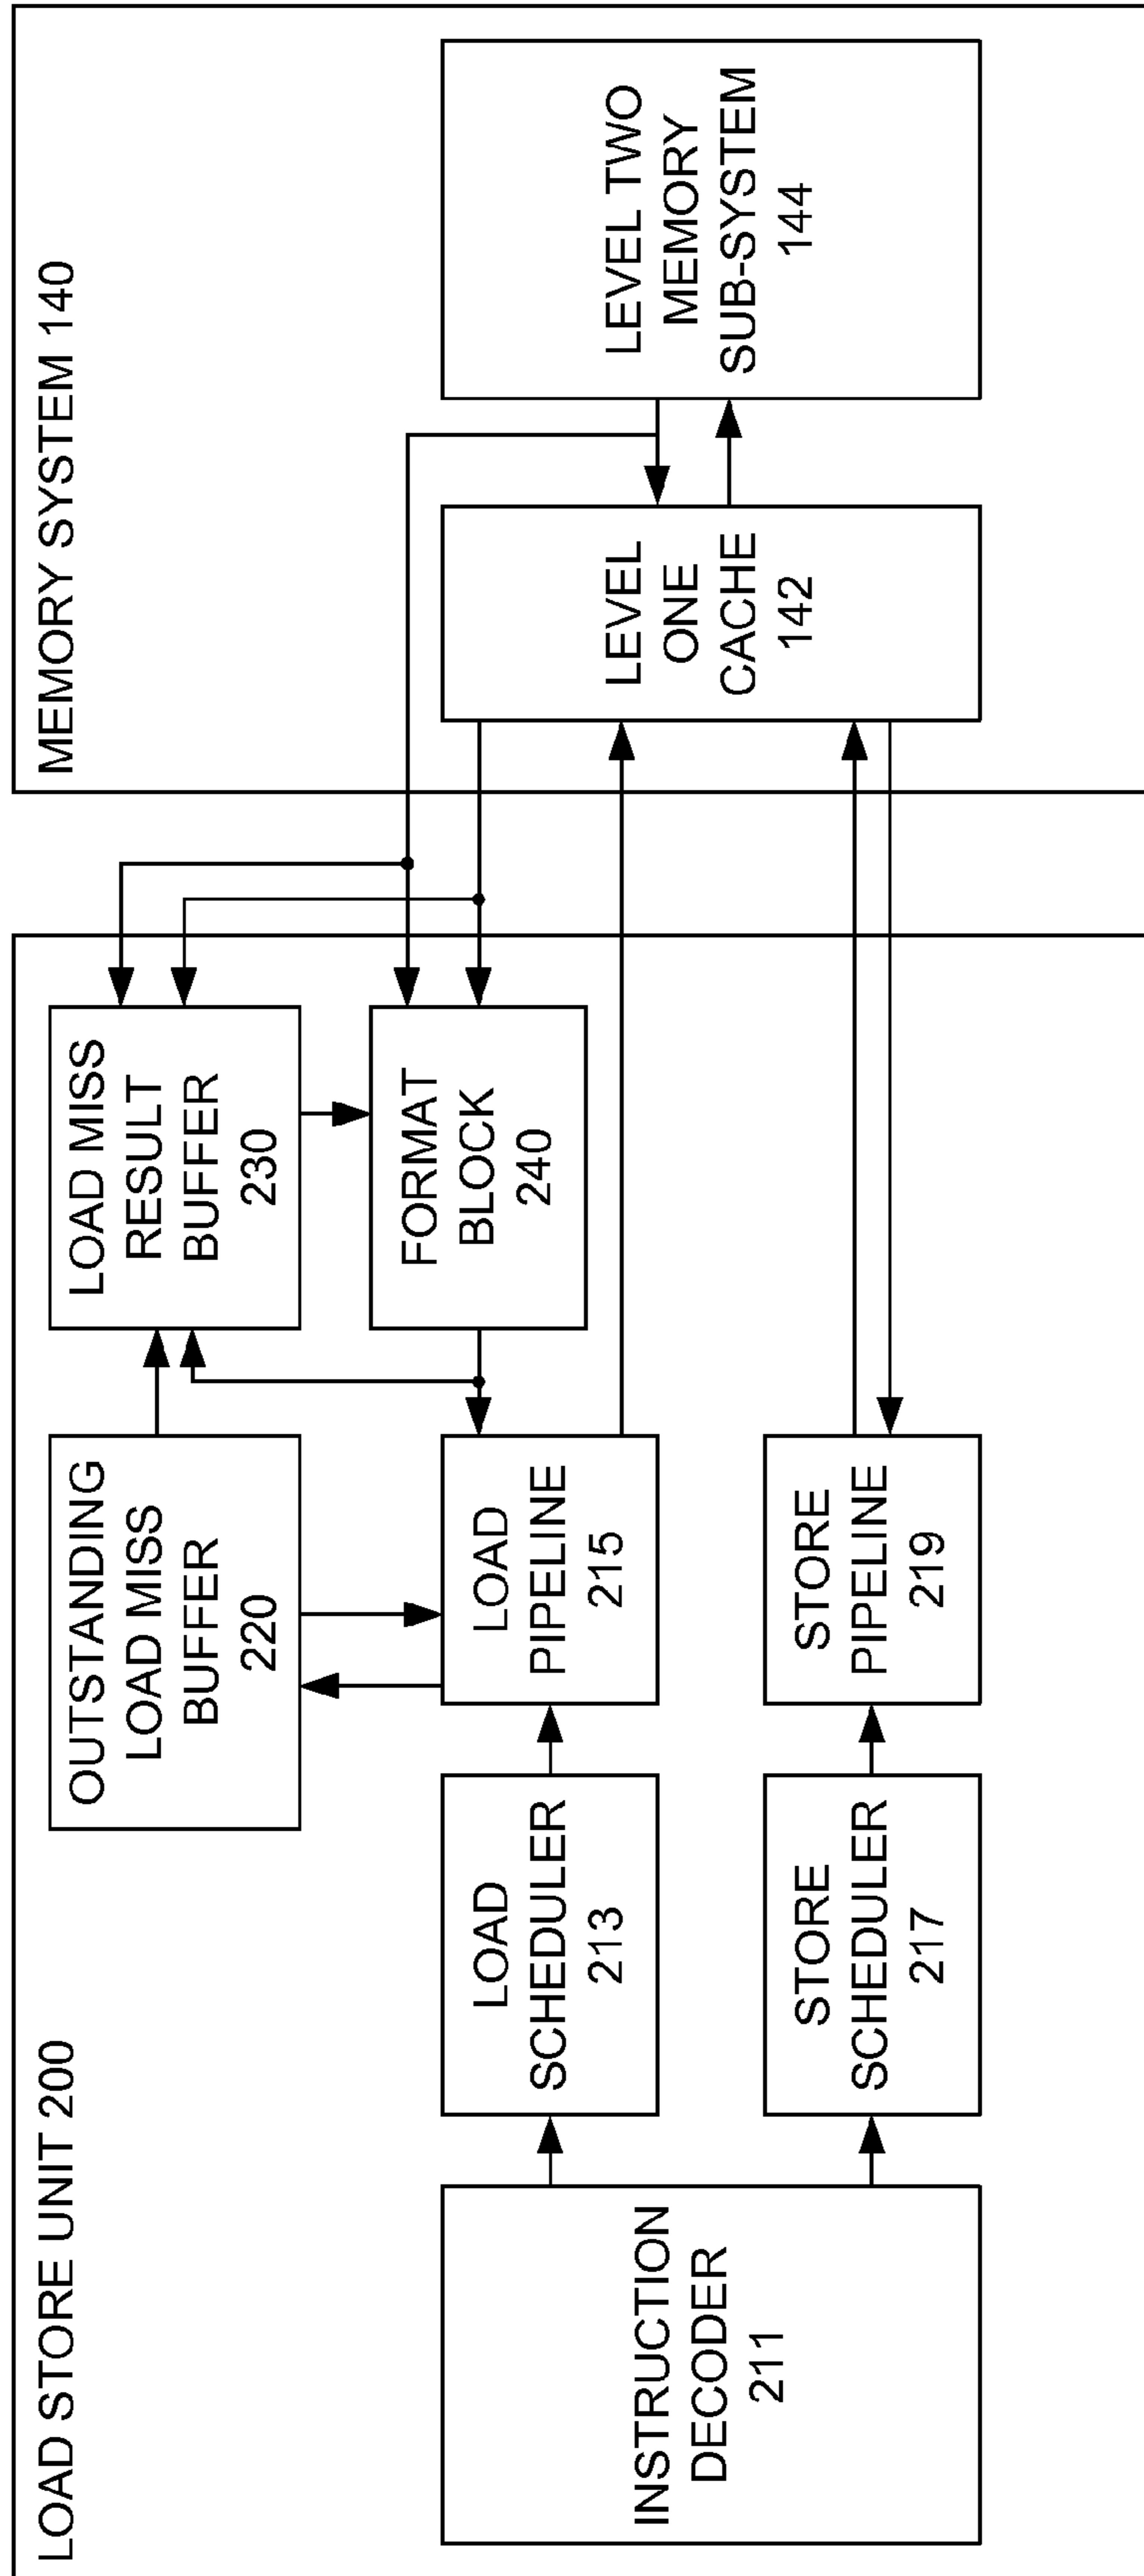 LOAD STORE UNIT 200
OUTSTANDING
LOAD MISS
BUFFER
220
LOAD MISS
RESULT
BUFFER
230
FORMAT
BLOCK
240
INSTRUCTION
DECODER
211
LOAD
SCHEDULER
213
LOAD
PIPELINE
215
STORE
SCHEDULER
217
STORE
PIPELINE
219
MEMORY SYSTEM 140
LEVEL
ONE
CACHE
142
LEVEL TWO
MEMORY
SUB-SYSTEM
144